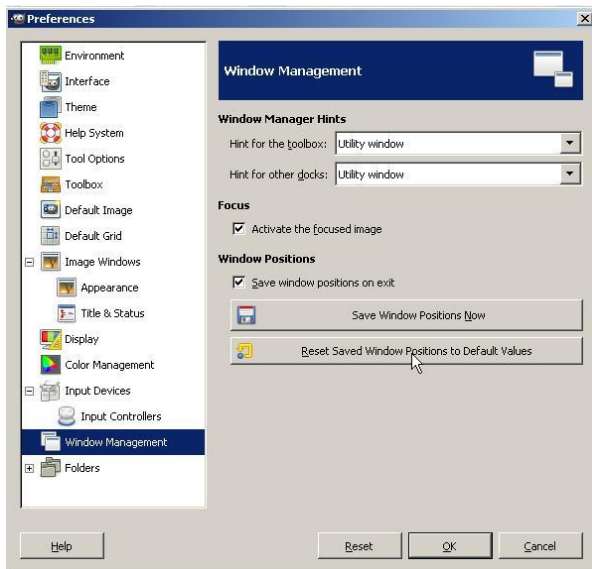 Preferences
Environment
Interface
Theme
Help System
Tool Options
Toolbox
Default Image
Default Grid
Image Windows
Appearance
Title & Status
Display
Color Management
Input Devices
Input Controllers
Window Management
Folders
Window Management
Window Manager Hints
Hint for the toolbox: Utility window
Hint for other docks: Utility window
Focus
Activate the focused image
Window Positions
Save window positions on exit
Save Window Positions Now
Reset Saved Window Positions to Default Values
Help
Reset
OK
Cancel